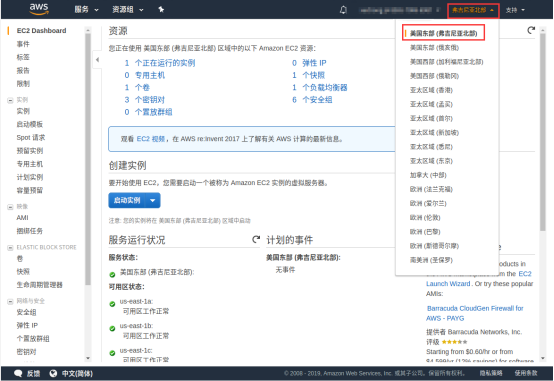 aws
服务
资源组
弗吉尼亚北部
支持
EC2 Dashboard
事件
标签
报告
限制
实例
实例
启动模板
Spot 请求
预留实例
专用主机
计划实例
容量预留
映像
AMI
捆绑任务
ELASTIC BLOCK STORE
卷
快照
生命周期管理器
网络与安全
安全组
弹性 IP
个置放群组
密钥对
资源
您正在使用 美国东部 (弗吉尼亚北部) 区域中的以下 Amazon EC2 资源:
1 个正在运行的实例
0 弹性 IP
0 专用主机
1 个快照
1 个卷
1 个负载均衡器
3 个密钥对
6 个安全组
0 个置放群组
观看 EC2 视频，在 AWS re:Invent 2017 上了解有关 AWS 计算的最新信息。
创建实例
要开始使用 EC2，您需要启动一个被称为 Amazon EC2 实例的虚拟服务器。
启动实例
注意: 您的实例将在 美国东部 (弗吉尼亚北部) 区域中启动
服务运行状况
服务状态:
美国东部 (弗吉尼亚北部):
可用区状态:
us-east-1a:
可用区工作正常
us-east-1b:
可用区工作正常
us-east-1c:
可用区工作正常
计划的事件
美国东部 (弗吉尼亚北部):
无事件
美国东部 (弗吉尼亚北部)
美国东部 (俄亥俄)
美国西部 (加利福尼亚北部)
美国西部 (俄勒冈)
亚太区域 (香港)
亚太区域 (孟买)
亚太区域 (首尔)
亚太区域 (新加坡)
亚太区域 (悉尼)
亚太区域 (东京)
加拿大 (中部)
欧洲 (法兰克福)
欧洲 (爱尔兰)
欧洲 (伦敦)
欧洲 (巴黎)
欧洲 (斯德哥尔摩)
南美洲 (圣保罗)
oducts in
the EC2
Launch Wizard. Or try these popular
AMIs:
Barracuda CloudGen Firewall for
AWS - PAYG
提供者 Barracuda Networks, Inc.
评级
Starting from $0.60/hr or from
$4,599/yr (12% savings) for software
反馈
中文(简体)
© 2008 - 2019, Amazon Web Services, Inc. 或其子公司。保留所有权利。
隐私策略
使用条款